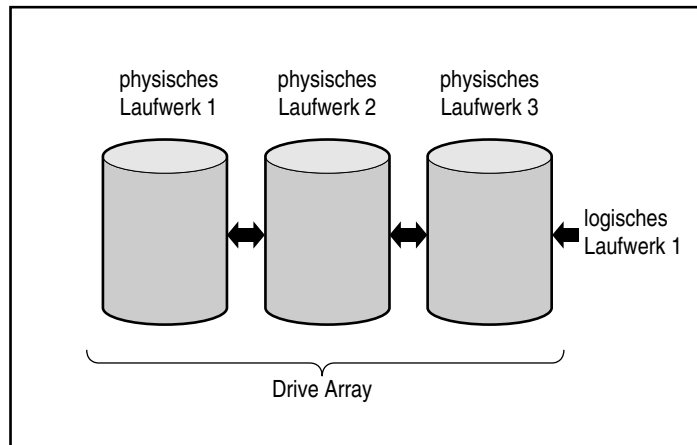 physisches
Laufwerk 1
physisches
Laufwerk 2
physisches
Laufwerk 3
logisches
Laufwerk 1
Drive Array